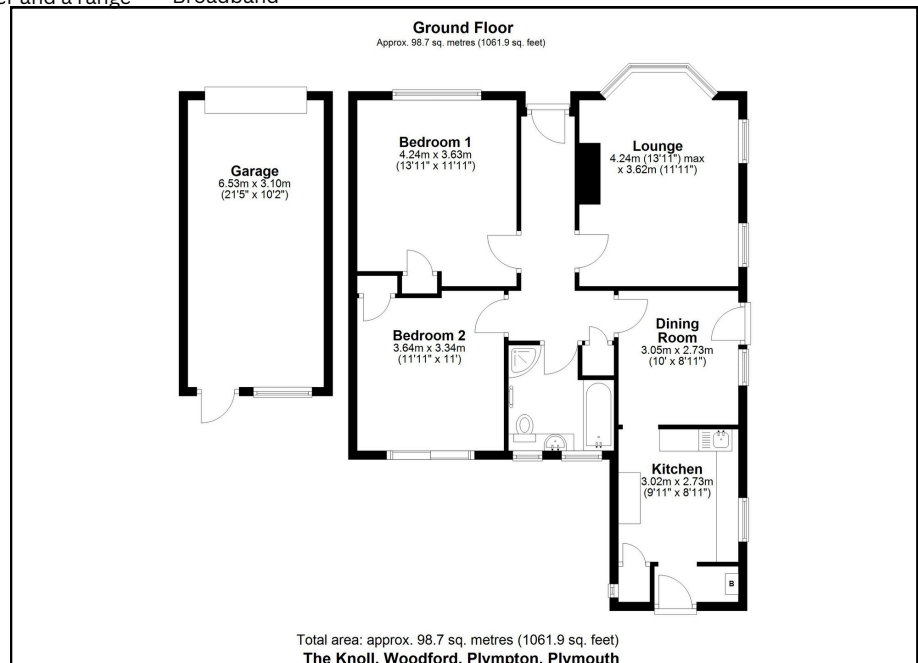 er and a range Broadband
Ground Floor
Approx. 98.7 sq. metres (1061.9 sq. feet)
Bedroom 1
4.24m x 3.63m
(13'11" x 11'11")
Lounge
4.24m (13'11") max
x 3.62m (11'11")
Garage
6.53m x 3.10m
(21'5" x 10'2")
Bedroom 2
3.64m x 3.34m
(11'11" x 11')
Dining
Room
3.05m x 2.73m
(10' x 8'11")
Kitchen
3.02m x 2.73m
(9'11" x 8'11")
B
Total area: approx. 98.7 sq. metres (1061.9 sq. feet)
The Knoll, Woodford, Plympton, Plymouth